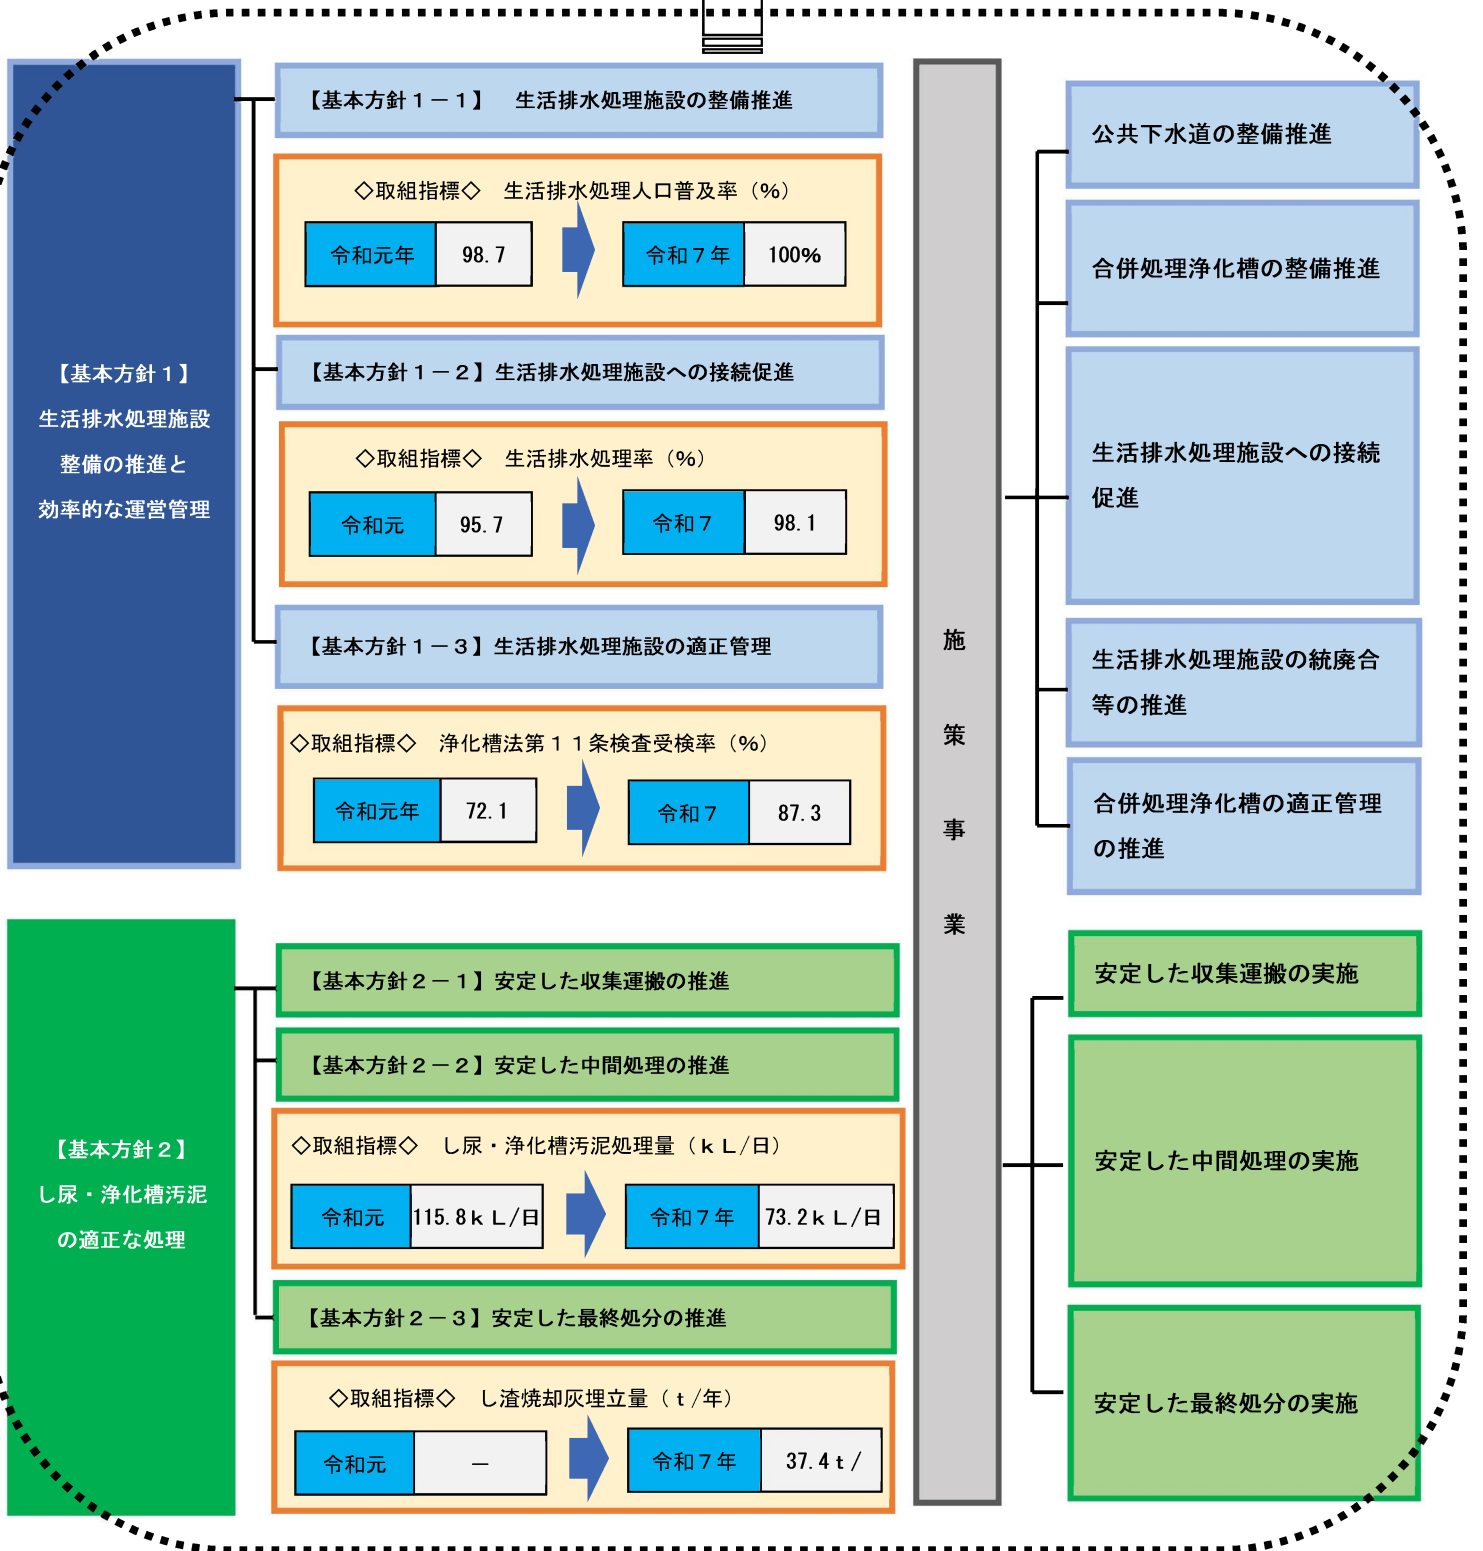 【基本方針１】
生活排水処理施設
整備の推進と
効率的な運営管理
【基本方針１－１】　生活排水処理施設の整備推進
◇取組指標◇　生活排水処理人口普及率（％）
令和元年 98.7 令和７年 100%
【基本方針１－２】生活排水処理施設への接続促進
◇取組指標◇　生活排水処理率（％）
令和元 95.7 令和７ 98.1
【基本方針１－３】生活排水処理施設の適正管理
◇取組指標◇　浄化槽法第１１条検査受検率（％）
令和元年 72.1 令和７ 87.3
【基本方針２】
し尿・浄化槽汚泥
の適正な処理
【基本方針２－１】安定した収集運搬の推進
【基本方針２－２】安定した中間処理の推進
◇取組指標◇　し尿・浄化槽汚泥処理量（ｋＬ/日）
令和元 115.8ｋＬ/日 令和７年 73.2ｋＬ/日
【基本方針２－３】安定した最終処分の推進
◇取組指標◇　し渣焼却灰埋立量（ｔ/年）
令和元 － 令和７年 37.4ｔ/
施
策
事
業
公共下水道の整備推進
合併処理浄化槽の整備推進
生活排水処理施設への接続
促進
生活排水処理施設の統廃合
等の推進
合併処理浄化槽の適正管理
の推進
安定した収集運搬の実施
安定した中間処理の実施
安定した最終処分の実施